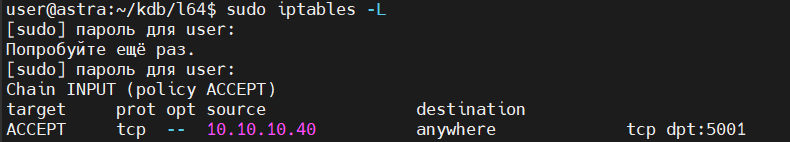 user@astra:~/kdb/l64$ sudo iptables -L
[sudo] пароль для user:
Попробуйте ещё раз.
[sudo] пароль для user:
Chain INPUT (policy ACCEPT)
target     prot opt source               destination
ACCEPT     tcp  --  10.10.10.40          anywhere             tcp dpt:5001